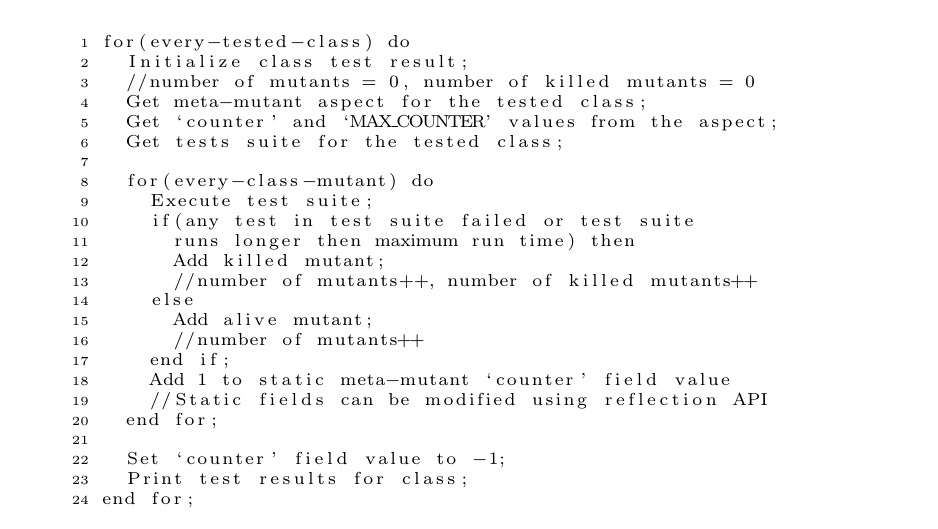 1 for(every-tested-class) do
2 Initialize class test result;
3 //number of mutants = 0, number of killed mutants = 0
4 Get meta-mutant aspect for the tested class;
5 Get ‘counter’ and ‘MAX_COUNTER’ values from the aspect;
6 Get tests suite for the tested class;
7
8 for(every-class-mutant) do
9 Execute test suite;
10 if(any test in test suite failed or test suite
11 runs longer then maximum run time) then
12 Add killed mutant;
13 //number of mutants++, number of killed mutants++
14 else
15 Add alive mutant;
16 //number of mutants++
17 end if;
18 Add 1 to static meta-mutant ‘counter’ field value
19 //Static fields can be modified using reflection API
20 end for;
21
22 Set ‘counter’ field value to -1;
23 Print test results for class;
24 end for;